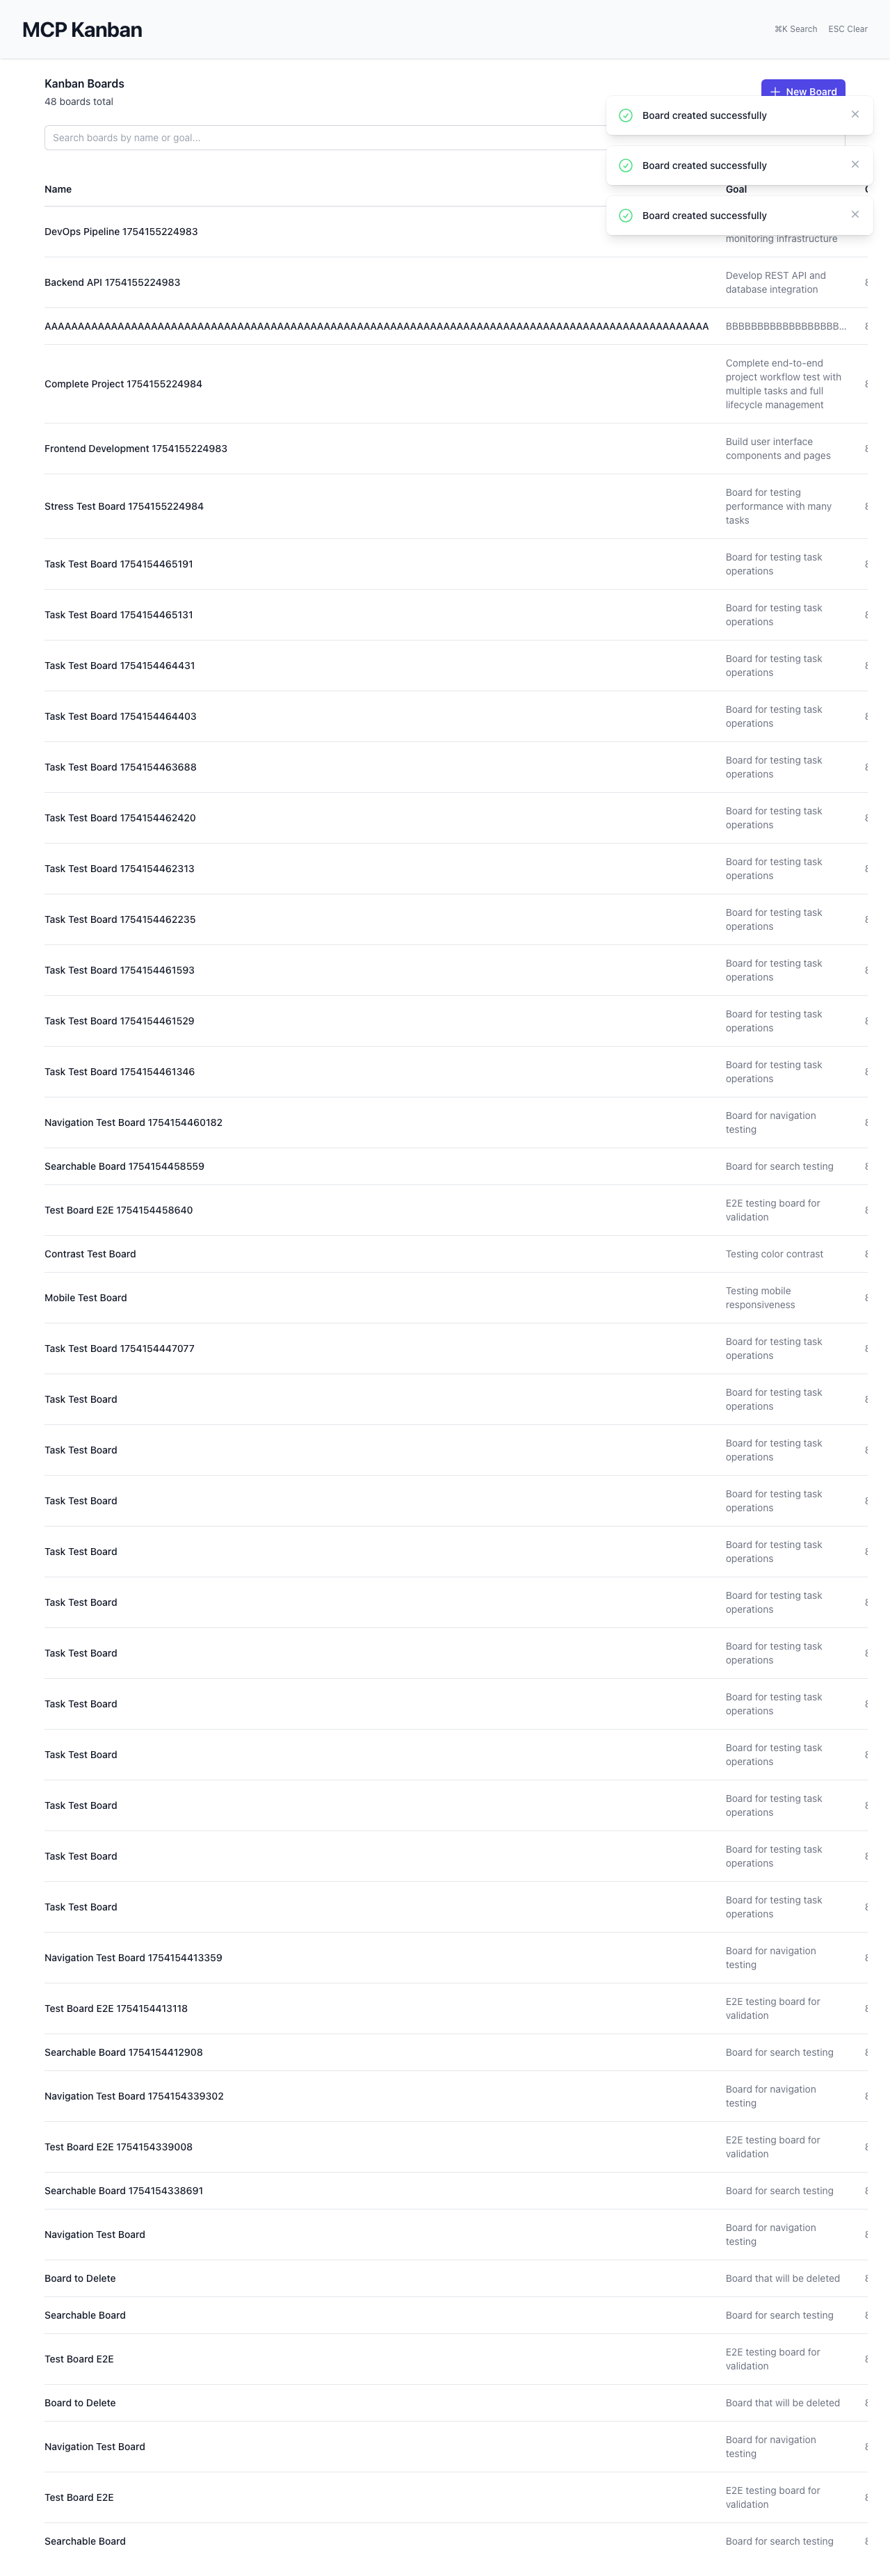 MCP Kanban
⌘K Search ESC Clear
Kanban Boards
48 boards total
New Board
Search boards by name or goal...
Board created successfully
Board created successfully
Board created successfully
Name Goal
DevOps Pipeline 1754155224983
monitoring infrastructure
Backend API 1754155224983
Develop REST API and
database integration
BBBBBBBBBBBBBBBBBB...
Complete Project 1754155224984
Complete end-to-end
project workflow test with
multiple tasks and full
lifecycle management
Frontend Development 1754155224983
Build user interface
components and pages
Stress Test Board 1754155224984
Board for testing
performance with many
tasks
Task Test Board 1754154465191
Board for testing task
operations
Task Test Board 1754154465131
Board for testing task
operations
Task Test Board 1754154464431
Board for testing task
operations
Task Test Board 1754154464403
Board for testing task
operations
Task Test Board 1754154463688
Board for testing task
operations
Task Test Board 1754154462420
Board for testing task
operations
Task Test Board 1754154462313
Board for testing task
operations
Task Test Board 1754154462235
Board for testing task
operations
Task Test Board 1754154461593
Board for testing task
operations
Task Test Board 1754154461529
Board for testing task
operations
Task Test Board 1754154461346
Board for testing task
operations
Navigation Test Board 1754154460182
Board for navigation
testing
Searchable Board 1754154458559
Board for search testing
Test Board E2E 1754154458640
E2E testing board for
validation
Contrast Test Board
Testing color contrast
Mobile Test Board
Testing mobile
responsiveness
Task Test Board 1754154447077
Board for testing task
operations
Task Test Board
Board for testing task
operations
Task Test Board
Board for testing task
operations
Task Test Board
Board for testing task
operations
Task Test Board
Board for testing task
operations
Task Test Board
Board for testing task
operations
Task Test Board
Board for testing task
operations
Task Test Board
Board for testing task
operations
Task Test Board
Board for testing task
operations
Task Test Board
Board for testing task
operations
Task Test Board
Board for testing task
operations
Task Test Board
Board for testing task
operations
Navigation Test Board 1754154413359
Board for navigation
testing
Test Board E2E 1754154413118
E2E testing board for
validation
Searchable Board 1754154412908
Board for search testing
Navigation Test Board 1754154339302
Board for navigation
testing
Test Board E2E 1754154339008
E2E testing board for
validation
Searchable Board 1754154338691
Board for search testing
Navigation Test Board
Board for navigation
testing
Board to Delete
Board that will be deleted
Searchable Board
Board for search testing
Test Board E2E
E2E testing board for
validation
Board to Delete
Board that will be deleted
Navigation Test Board
Board for navigation
testing
Test Board E2E
E2E testing board for
validation
Searchable Board
Board for search testing